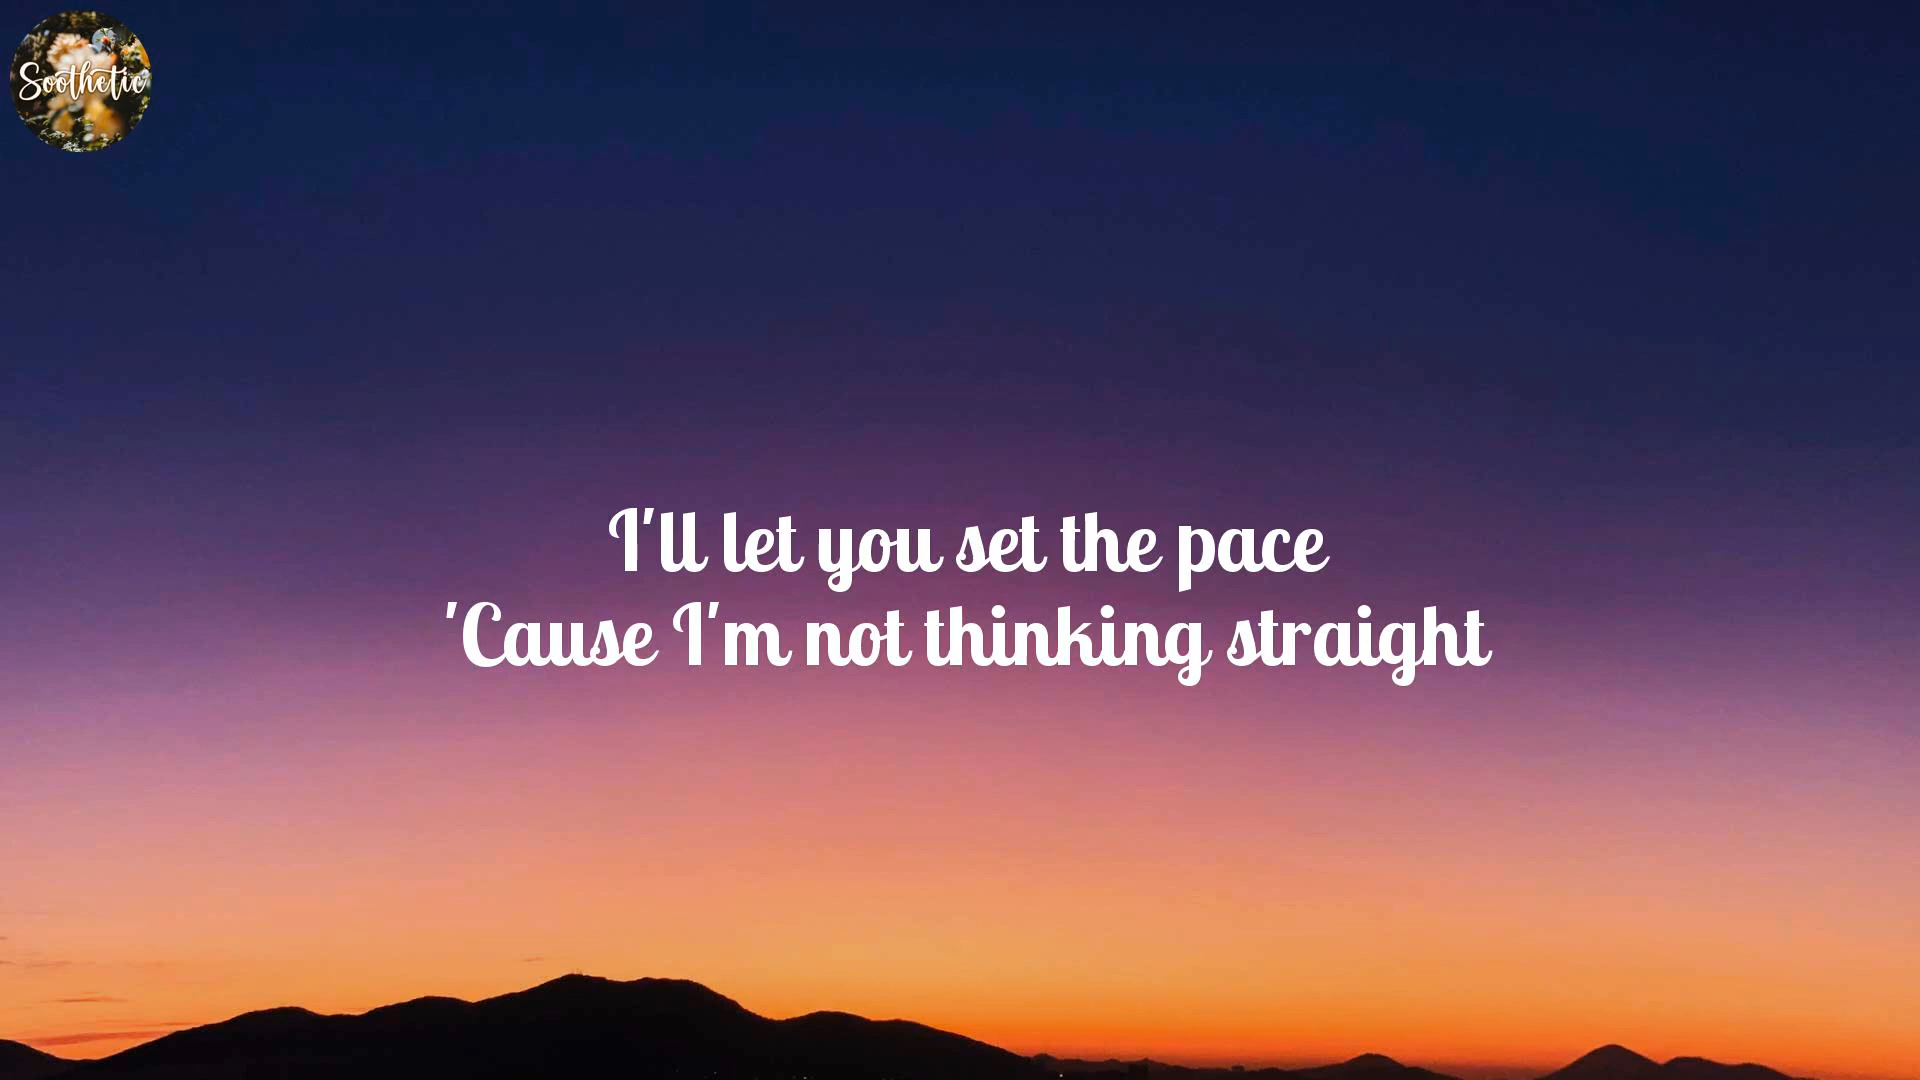 Soothetic
I'll let you set the pace
'Cause I'm not thinking straight